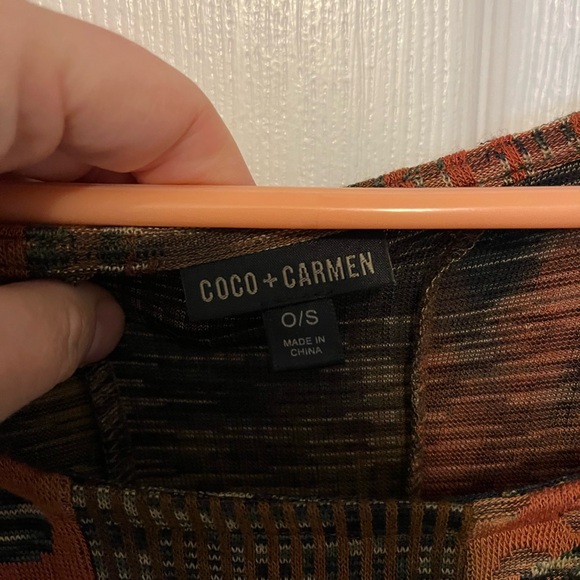 COCO + CARMEN
O/S
MADE IN
CHINA